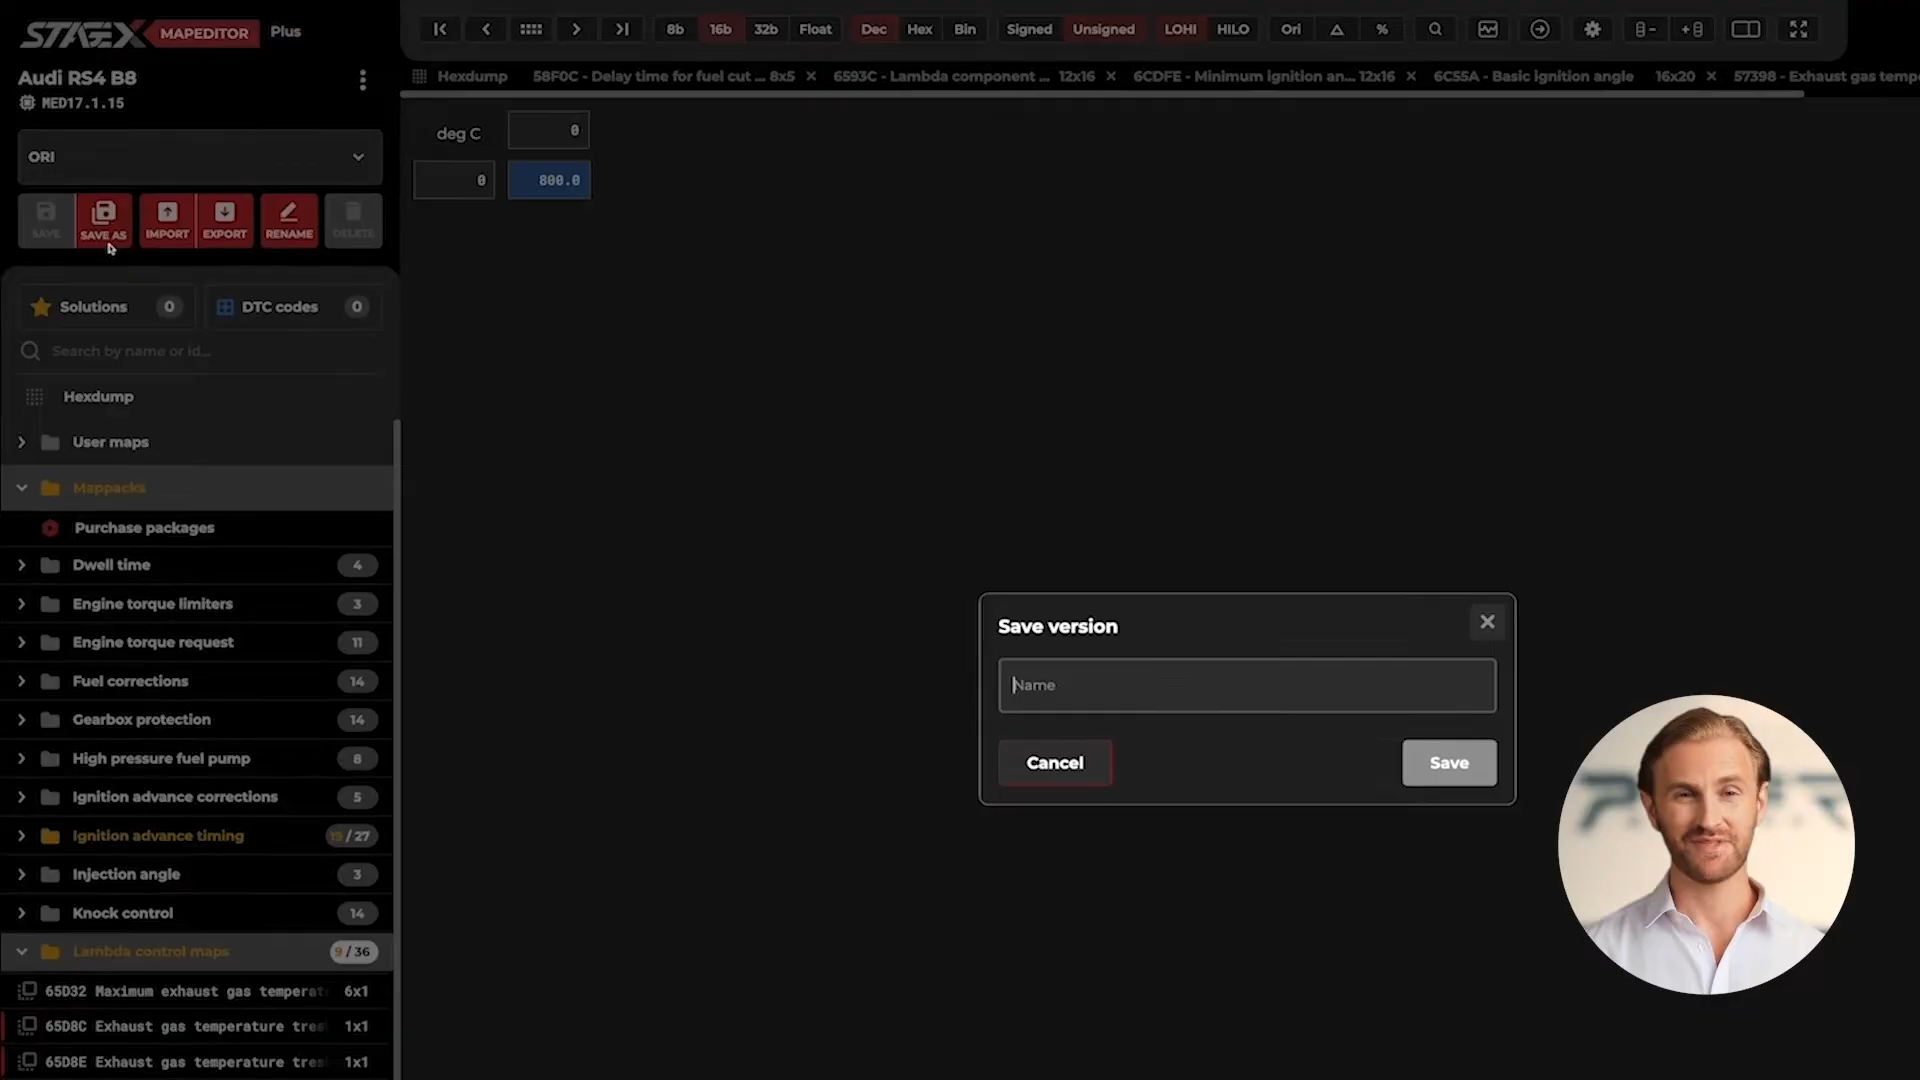 STAGEX MAPEDITOR Plus
8b 16b 32b Float Dec Hex Bin Signed Unsigned LOHI HILO Ori △ %
Audi RS4 B8
MED17.1.15
Hexdump 58F0C - Delay time for fuel cut ... 8x5 × 6593C - Lambda component ... 12x16 × 6CDFE - Minimum ignition an... 12x16 × 6C55A - Basic ignition angle 16x20 × 57398 - Exhaust gas tempe
ORI
deg C 0
0 800.0
SAVE SAVE AS IMPORT EXPORT RENAME DELETE
Solutions 0 DTC codes 0
Search by name or id...
Hexdump
User maps
Mappacks
Purchase packages
Dwell time 4
Engine torque limiters 3
Engine torque request 11
Fuel corrections 14
Gearbox protection 14
High pressure fuel pump 8
Ignition advance corrections 5
Ignition advance timing 19 / 27
Injection angle 3
Knock control 14
Lambda control maps 9 / 36
65D32 Maximum exhaust gas temperat 6x1
65D8C Exhaust gas temperature tres 1x1
65D8E Exhaust gas temperature tres 1x1
Save version
Name
Cancel Save